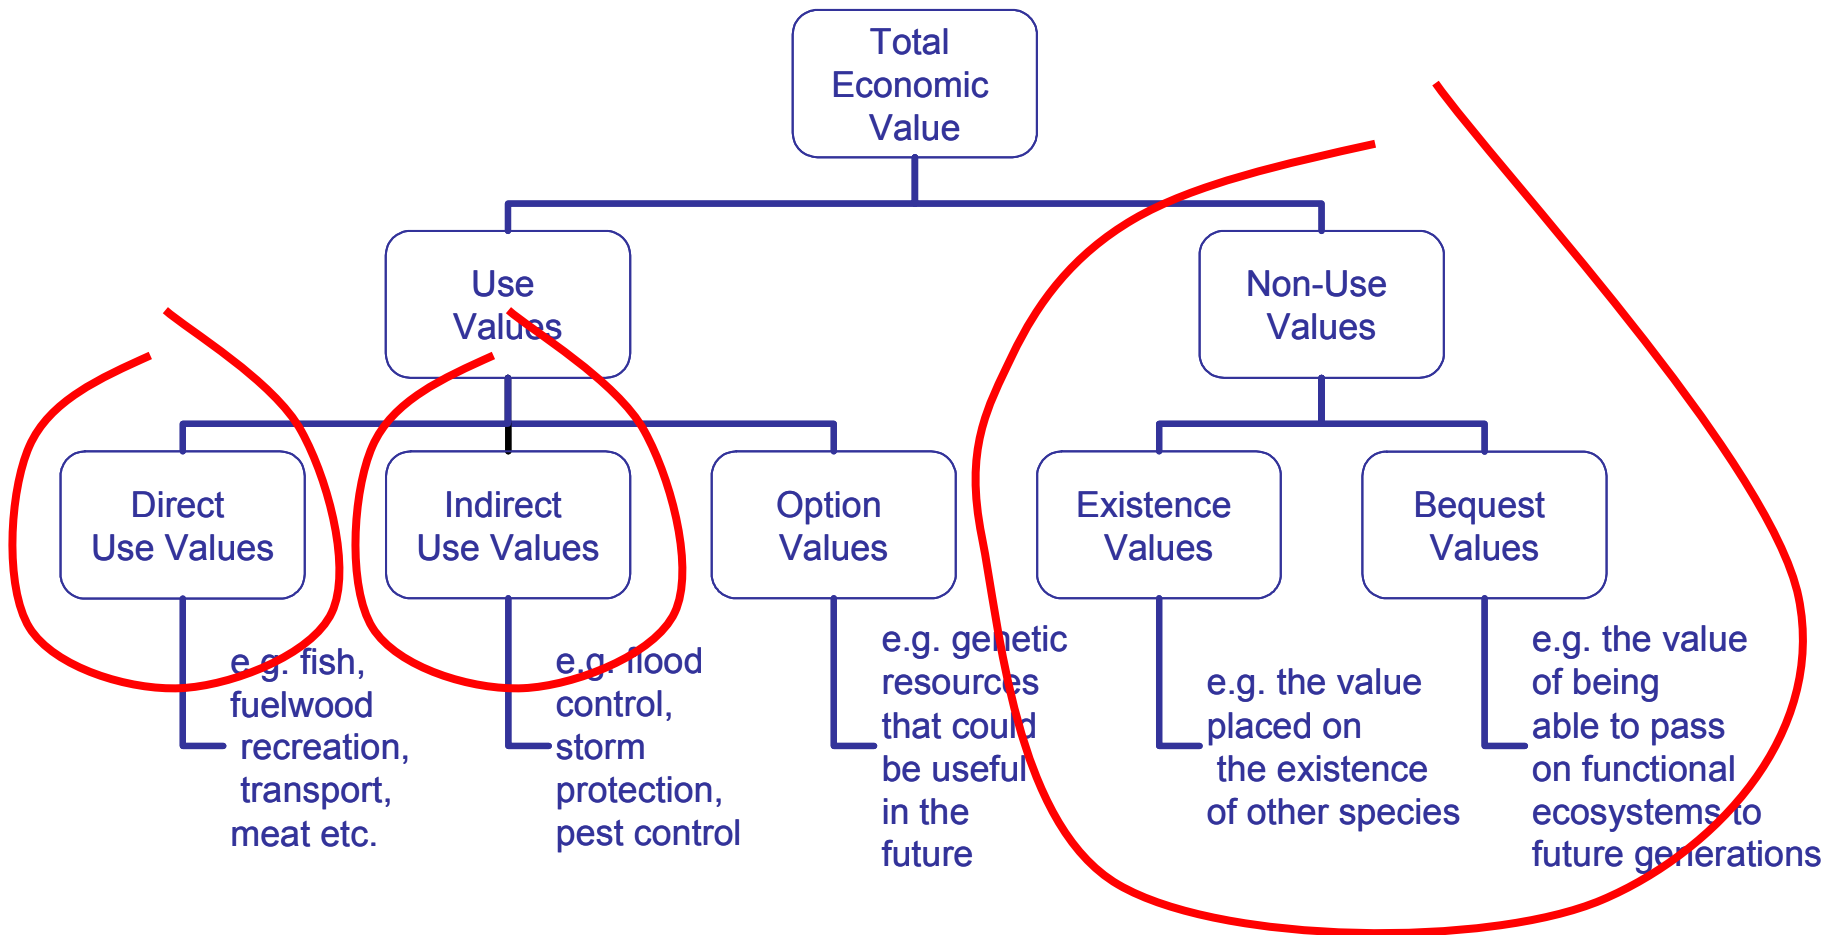 Total
Economic
Value
Use
Values
Non-Use
Values
Direct
Use Values
Indirect
Use Values
Option
Values
Existence
Values
Bequest
Values
e.g. fish,
fuelwood
recreation,
transport,
meat etc.
e.g. flood
control,
storm
protection,
pest control
e.g. genetic
resources
that could
be useful
in the
future
e.g. the value
placed on
the existence
of other species
e.g. the value
of being
able to pass
on functional
ecosystems to
future generations